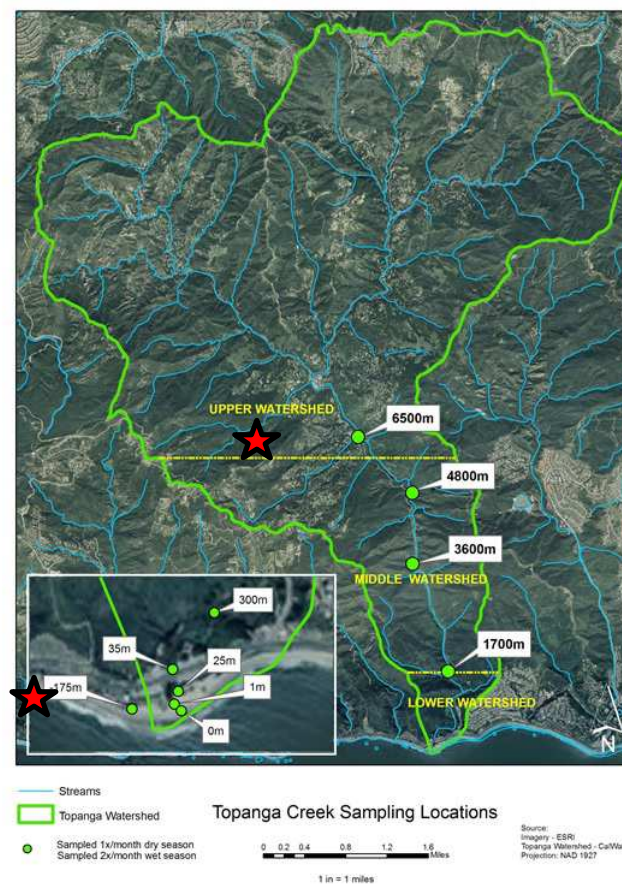 UPPER WATERSHED
6500m
4800m
3600m
MIDDLE WATERSHED
1700m
LOWER WATERSHED
300m
35m
25m
175m
1m
0m
N
Streams
Topanga Watershed
Topanga Creek Sampling Locations
Sampled 1x/month dry season
Sampled 2x/month wet season
0 0.2 0.4 0.8 1.2 1.6
Miles
1 in = 1 miles
Source:
Imagery - ESRI
Topanga Watershed - CalWa
Projection: NAD 1927